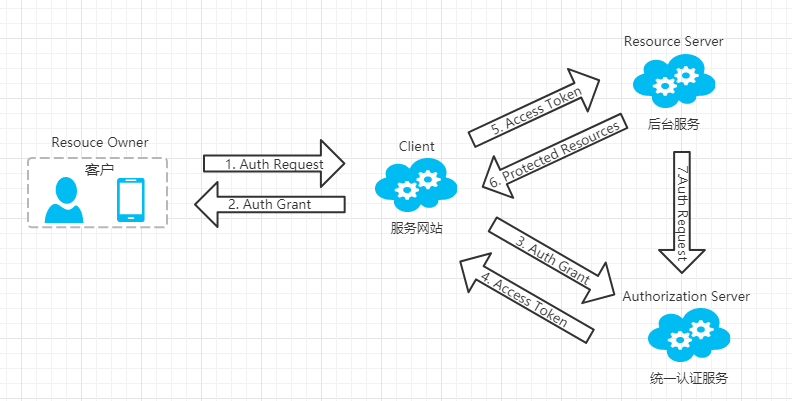 Resource Server
后台服务
5. Access Token
6. Protected Resources
Resouce Owner
客户
1. Auth Request
2. Auth Grant
Client
服务网站
7.Auth Request
3. Auth Grant
4. Access Token
Authorization Server
统一认证服务